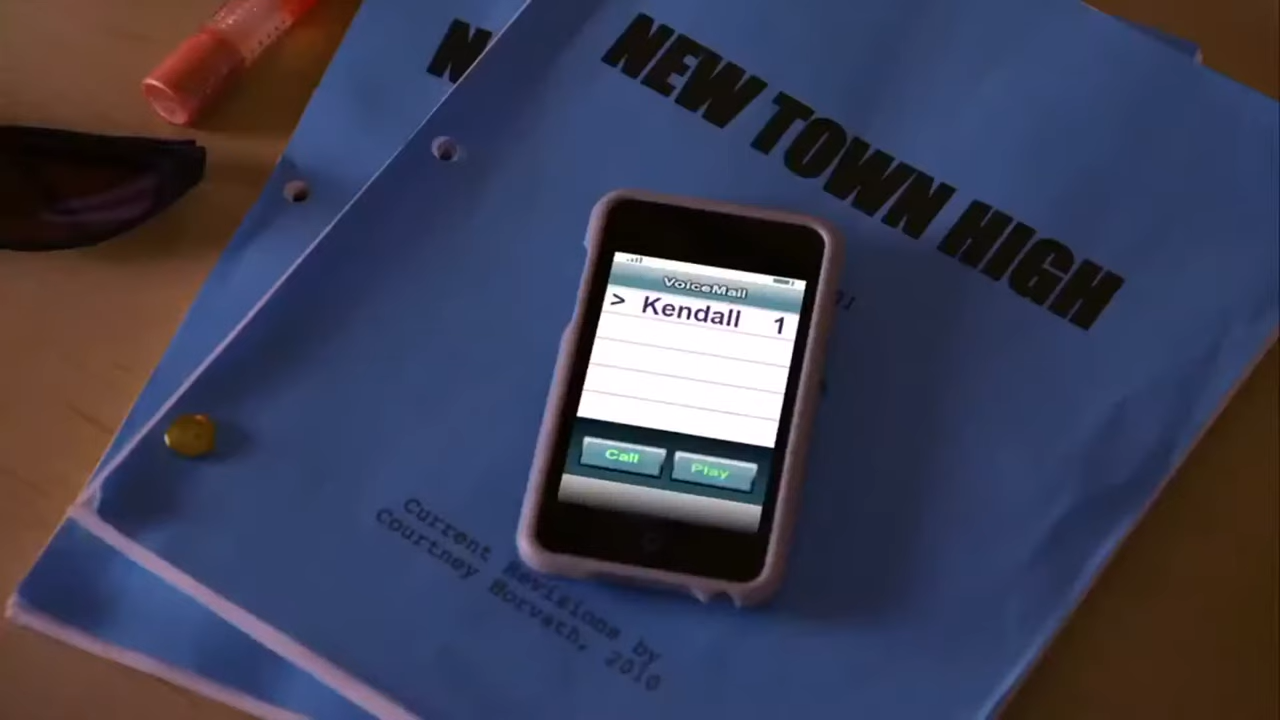 N
NEW TOWN HIGH
VoiceMail
> Kendall 1
Call
Play
Current Revisions by
Courtney Horvath, 2010